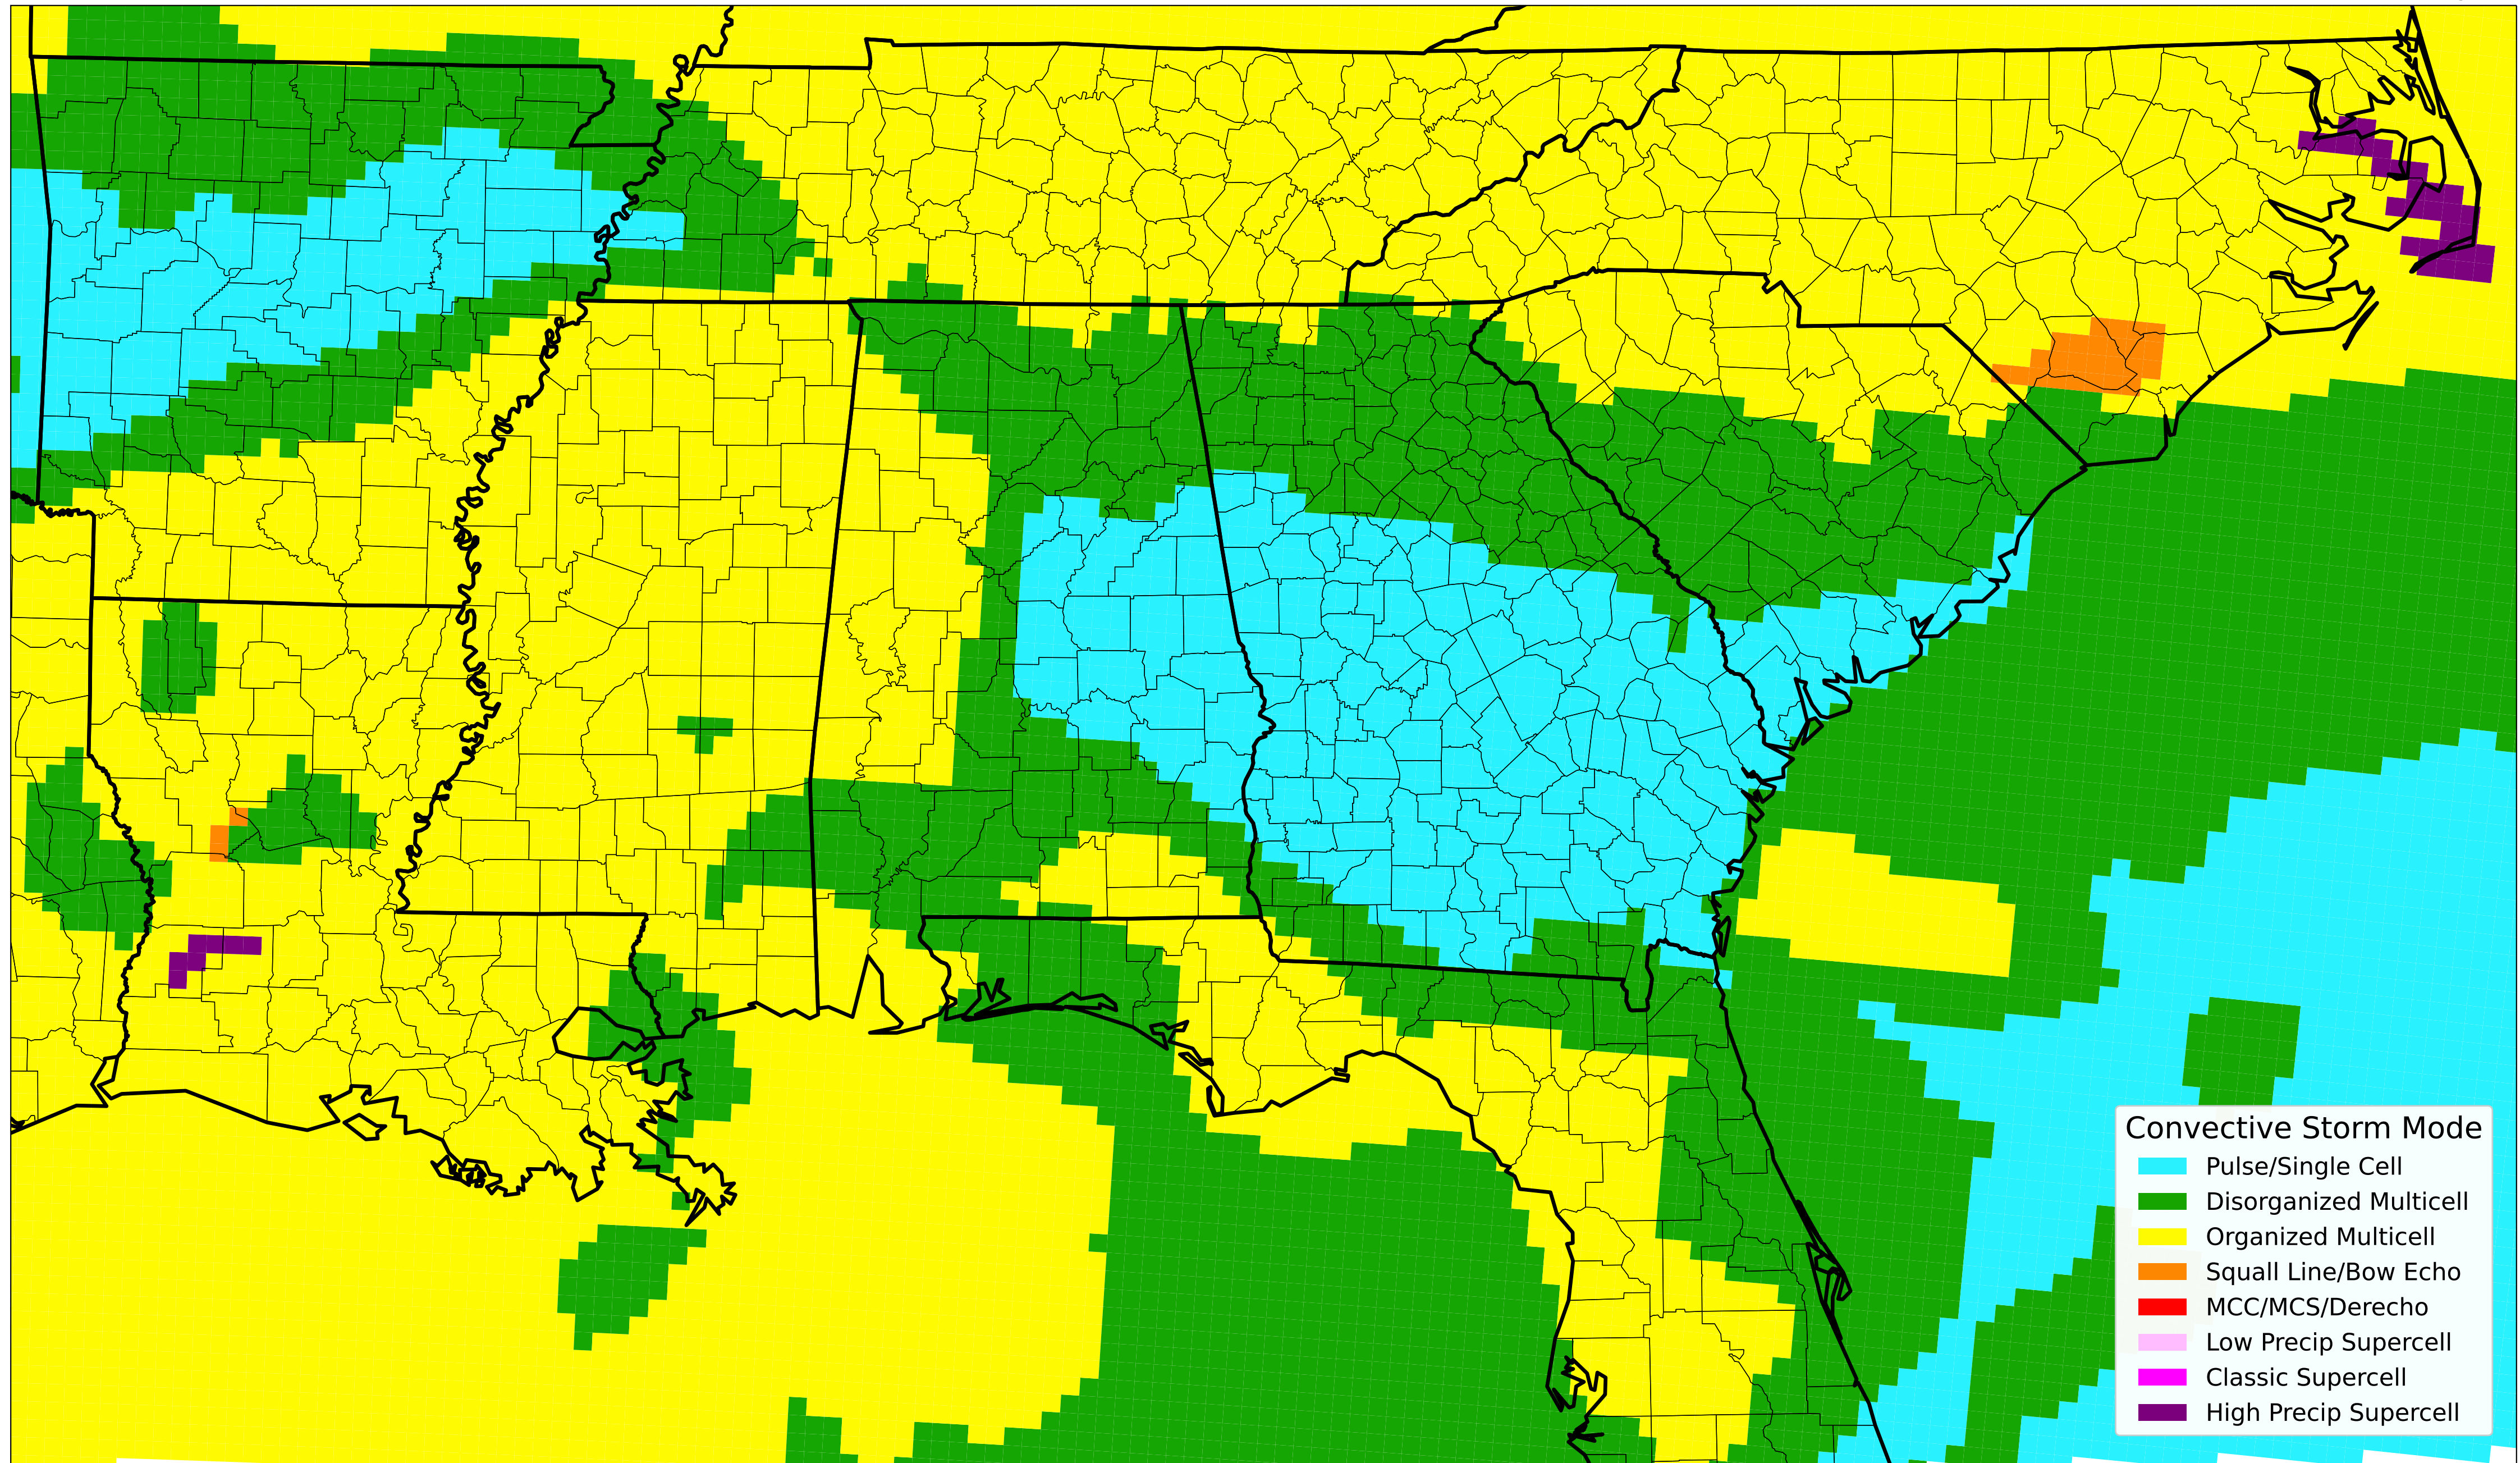 Convective Storm Mode
Pulse/Single Cell
Disorganized Multicell
Organized Multicell
Squall Line/Bow Echo
MCC/MCS/Derecho
Low Precip Supercell
Classic Supercell
High Precip Supercell